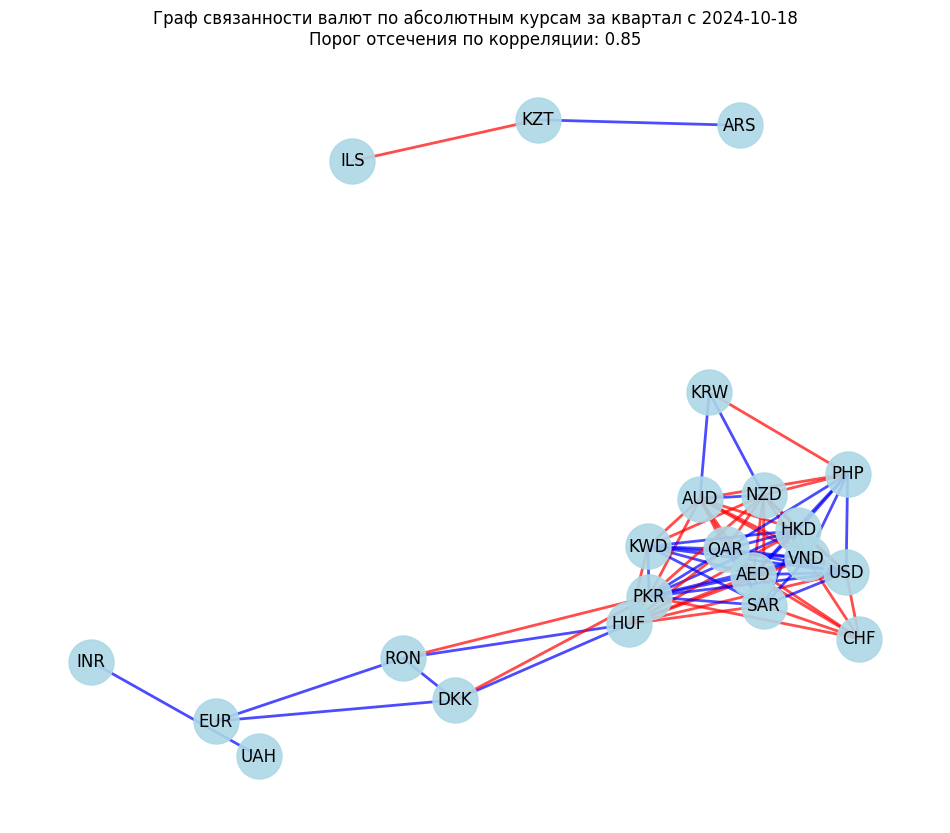 Граф связанности валют по абсолютным курсам за квартал с 2024-10-18
Порог отсечения по корреляции: 0.85
KZT
ARS
ILS
KRW
PHP
NZD
AUD
HKD
KWD
QAR
VND
AED
USD
PKR
SAR
HUF
CHF
RON
INR
DKK
EUR
UAH